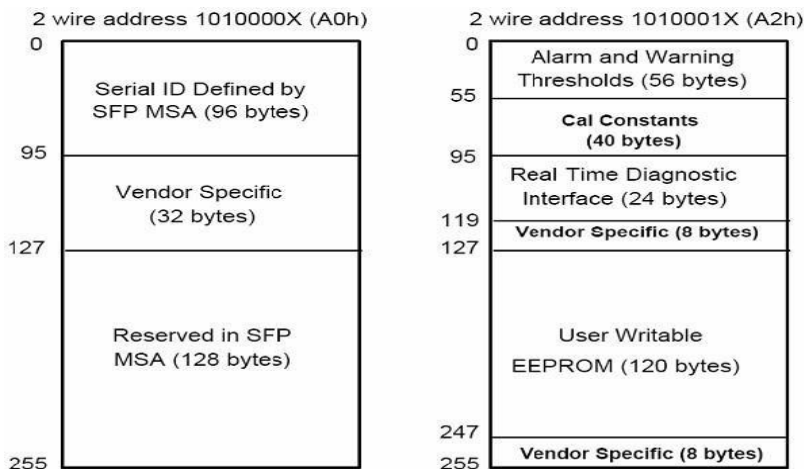 2 wire address 1010000X (A0h)
0
Serial ID Defined by
SFP MSA (96 bytes)
95
Vendor Specific
(32 bytes)
127
Reserved in SFP
MSA (128 bytes)
255
2 wire address 1010001X (A2h)
0
Alarm and Warning
Thresholds (56 bytes)
55
Cal Constants
(40 bytes)
95
Real Time Diagnostic
Interface (24 bytes)
119
Vendor Specific (8 bytes)
127
User Writable
EEPROM (120 bytes)
247
Vendor Specific (8 bytes)
255